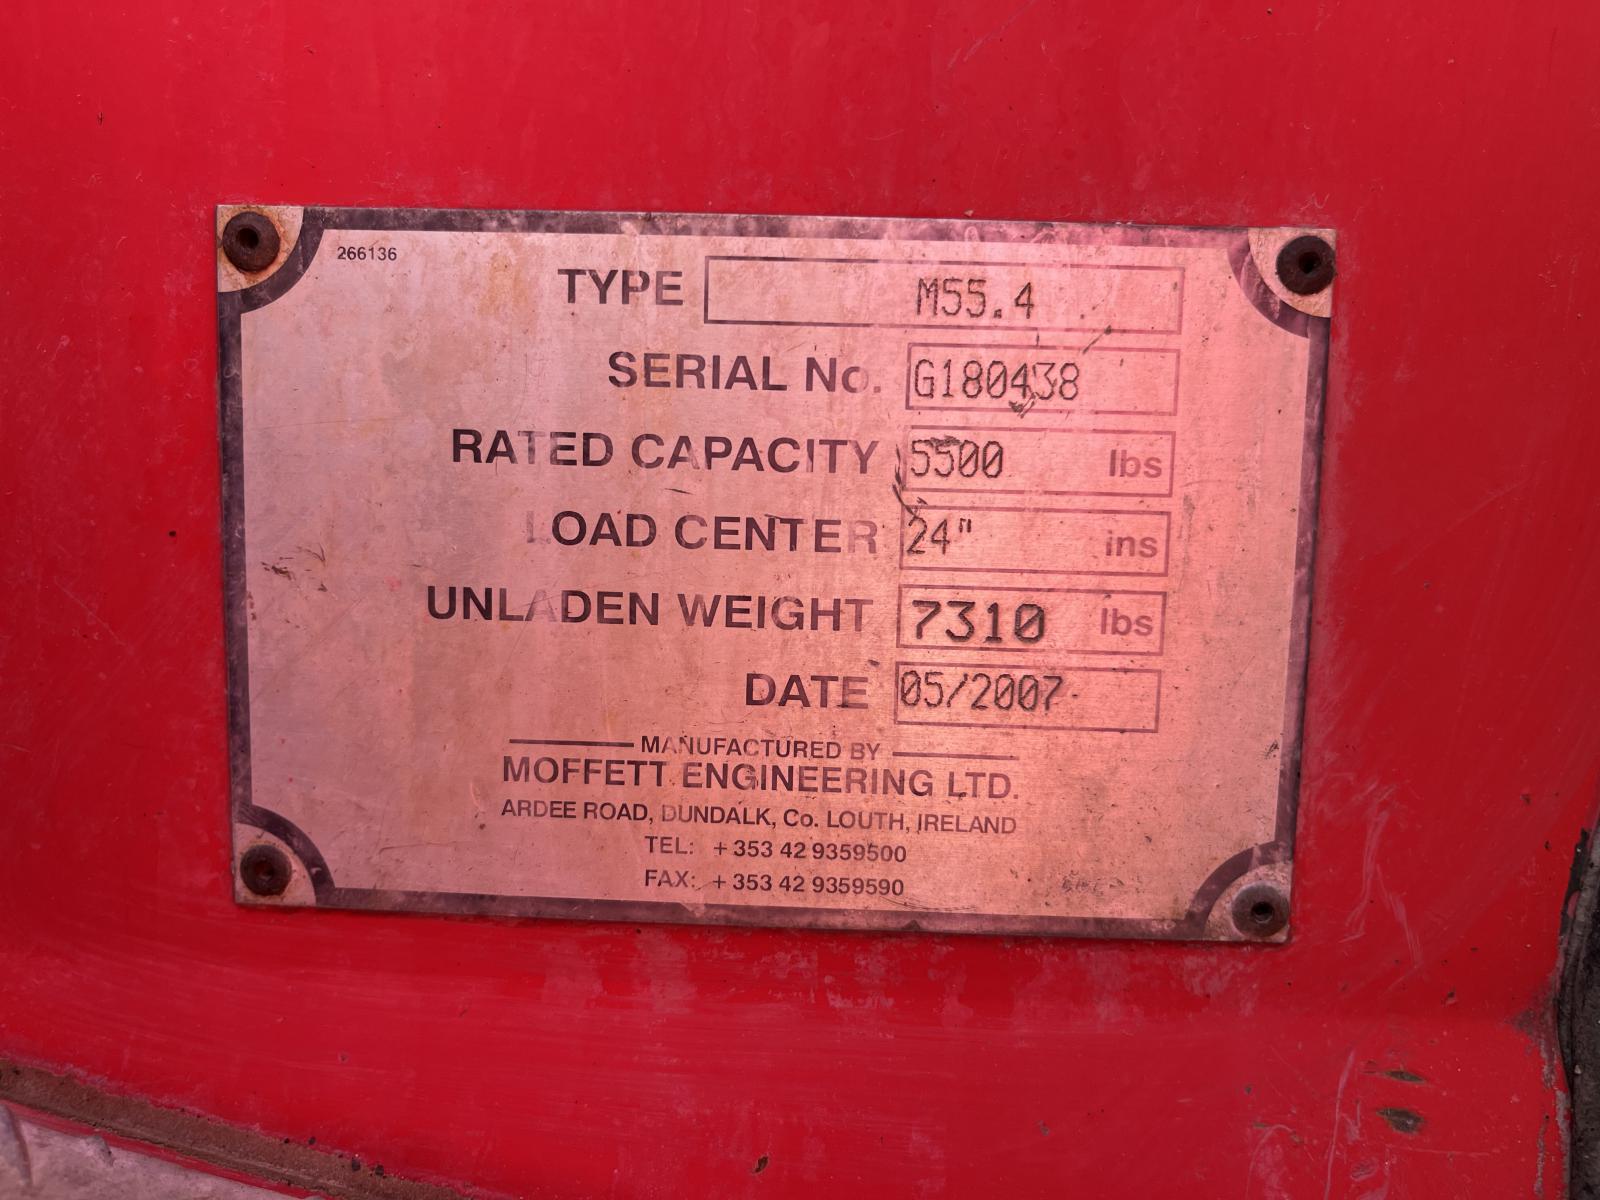 266136
TYPE M55.4
SERIAL No. G180438
RATED CAPACITY 5500 lbs
LOAD CENTER 24" ins
UNLADEN WEIGHT 7310 lbs
DATE 05/2007
MANUFACTURED BY
MOFFETT ENGINEERING LTD.
ARDEE ROAD, DUNDALK, Co. LOUTH, IRELAND
TEL: +353 42 9359500
FAX: +353 42 9359590